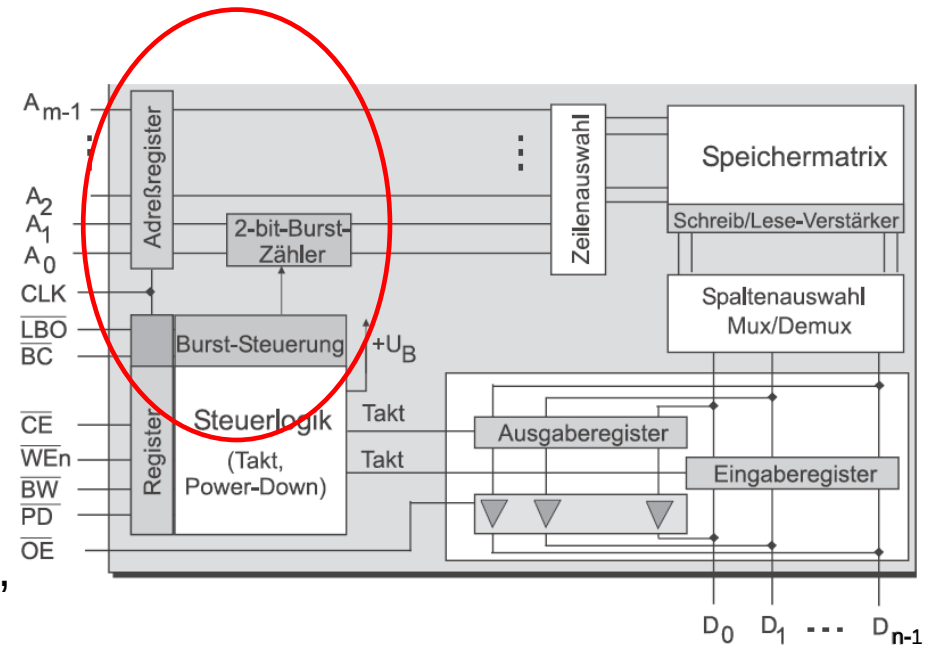 A m-1
A2
A1
A0
CLK
LBO
BC
CE
WEn
BW
PD
OE
Adreßregister
2-bit-Burst-
Zähler
Burst-Steuerung
+UB
Register
Steuerlogik
(Takt,
Power-Down)
Takt
Takt
Zeilenauswahl
Speichermatrix
Schreib/Lese-Verstärker
Spaltenauswahl
Mux/Demux
Ausgaberegister
Eingaberegister
,
D0 D1 Dn-1